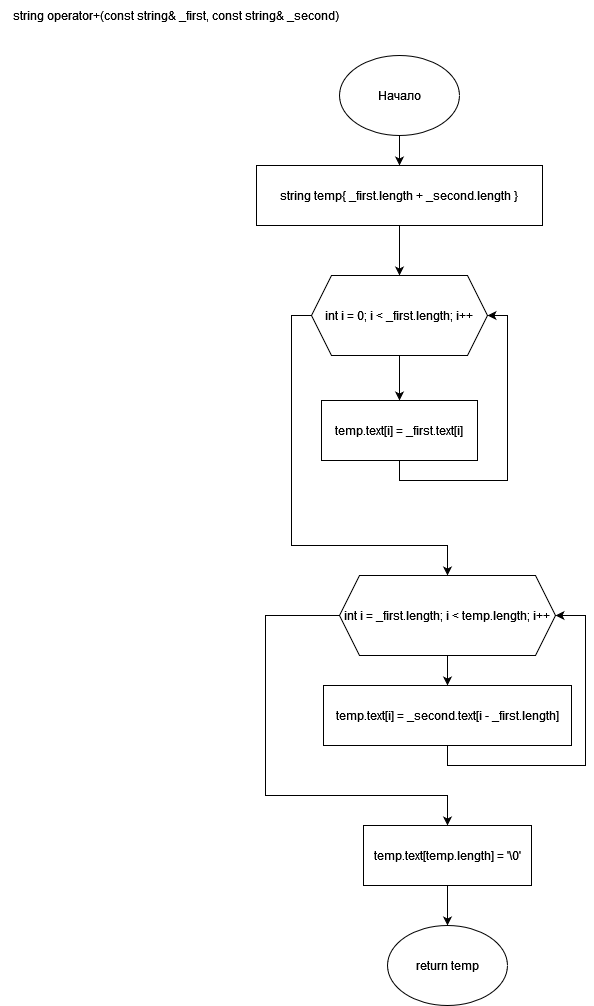 string operator+(const string& _first, const string& _second)
Начало
string temp{ _first.length + _second.length }
int i = 0; i < _first.length; i++
temp.text[i] = _first.text[i]
int i = _first.length; i < temp.length; i++
temp.text[i] = _second.text[i - _first.length]
temp.text[temp.length] = '\0'
return temp